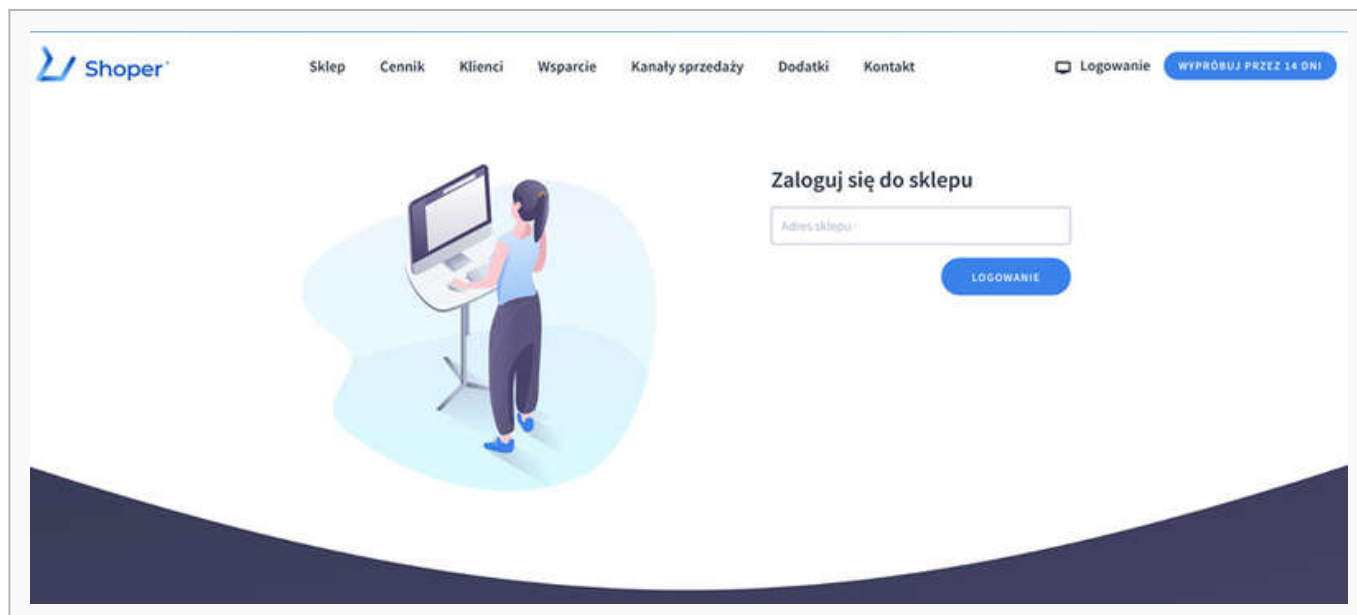 Shoper
Sklep Cennik Klienci Wsparcie Kanały sprzedaży Dodatki Kontakt Logowanie WYPRÓBUJ PRZEZ 14 DNI
Zaloguj się do sklepu
Adres sklepu
LOGOWANIE